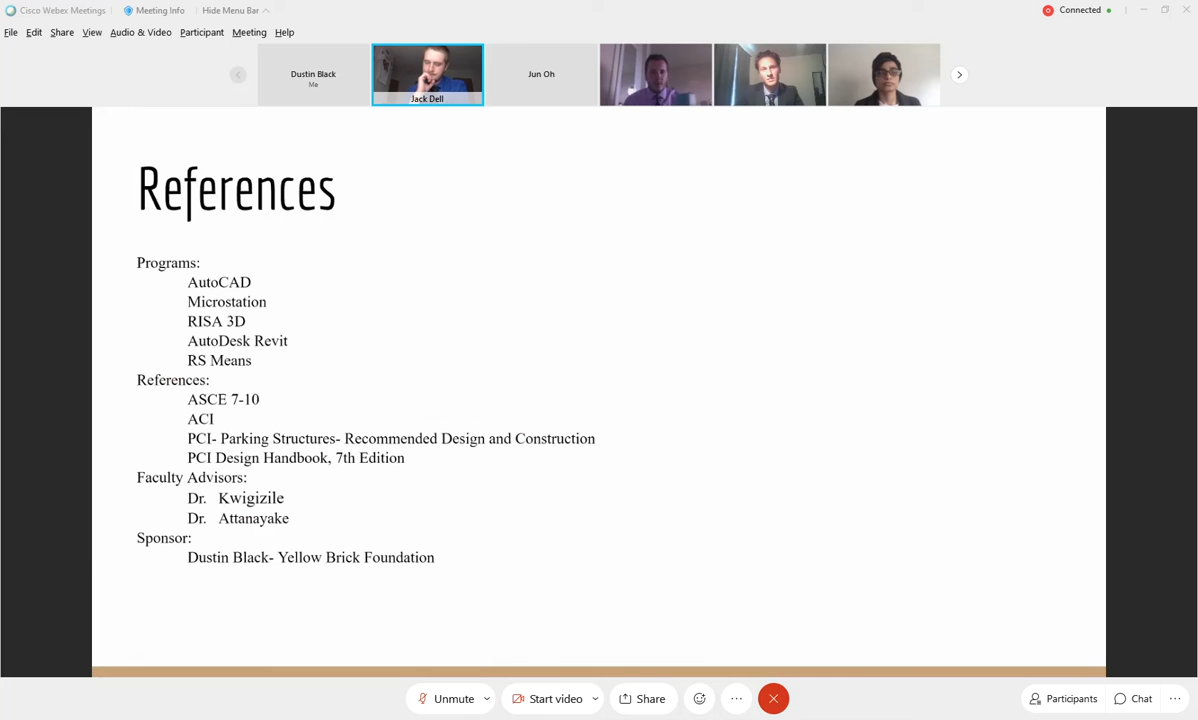 Cisco Webex Meetings
Meeting Info
Hide Menu Bar
Connected
File Edit Share View Audio & Video Participant Meeting Help
Dustin Black
Me
Jack Dell
Jun Oh
References
Programs:
AutoCAD
Microstation
RISA 3D
AutoDesk Revit
RS Means
References:
ASCE 7-10
ACI
PCI- Parking Structures- Recommended Design and Construction
PCI Design Handbook, 7th Edition
Faculty Advisors:
Dr. Kwigizile
Dr. Attanayake
Sponsor:
Dustin Black- Yellow Brick Foundation
Unmute
Start video
Share
Participants
Chat